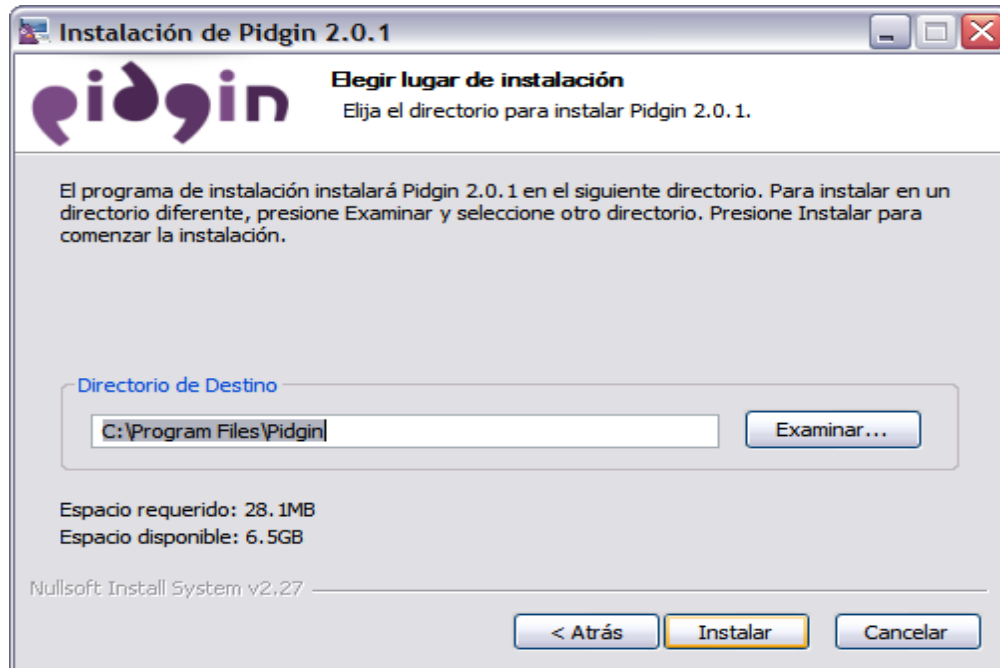 Instalación de Pidgin 2.0.1
pidgin
Elegir lugar de instalación
Elija el directorio para instalar Pidgin 2.0.1.
El programa de instalación instalará Pidgin 2.0.1 en el siguiente directorio. Para instalar en un
directorio diferente, presione Examinar y seleccione otro directorio. Presione Instalar para
comenzar la instalación.
Directorio de Destino
C:\Program Files\Pidgin
Examinar...
Espacio requerido: 28.1MB
Espacio disponible: 6.5GB
Nullsoft Install System v2.27
< Atrás
Instalar
Cancelar